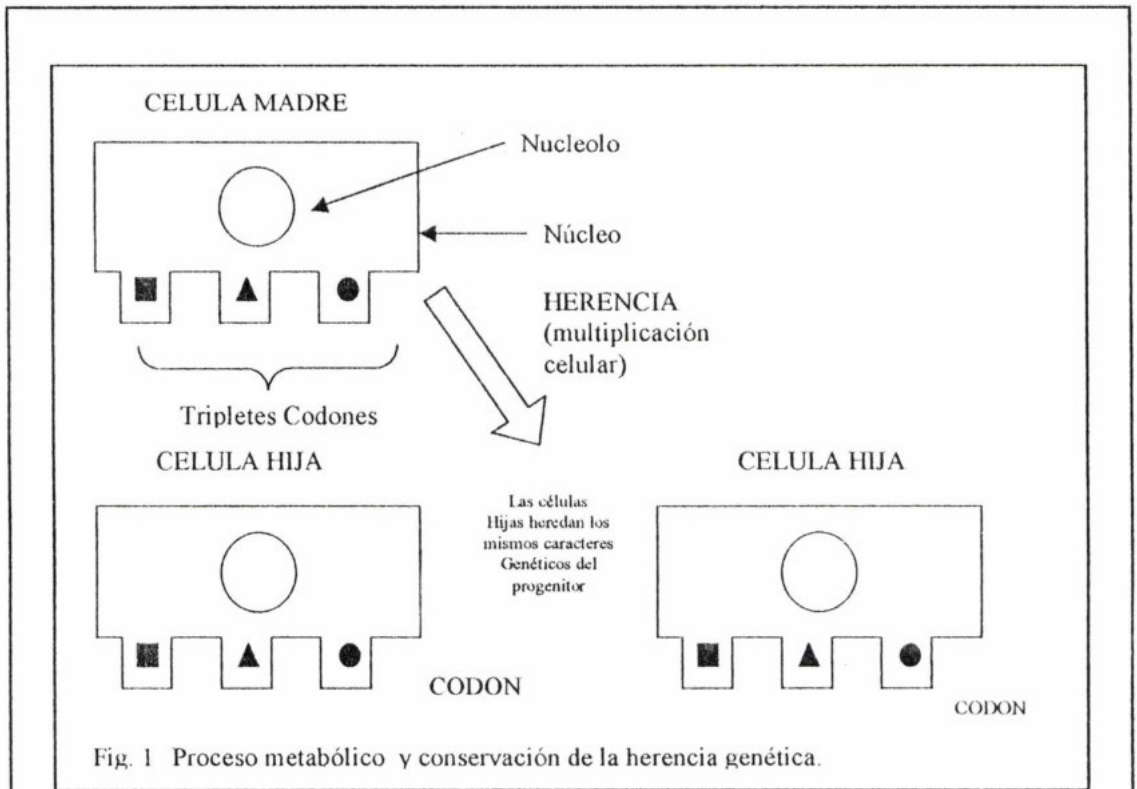 CELULA MADRE
Nucleolo
Núcleo
HERENCIA
(multiplicación
celular)
Tripletes Codones
CELULA HIJA
CELULA HIJA
Las células
Hijas heredan los
mismos caracteres
Genéticos del
progenitor
CODON
CODON
Fig. 1 Proceso metabólico y conservación de la herencia genética.